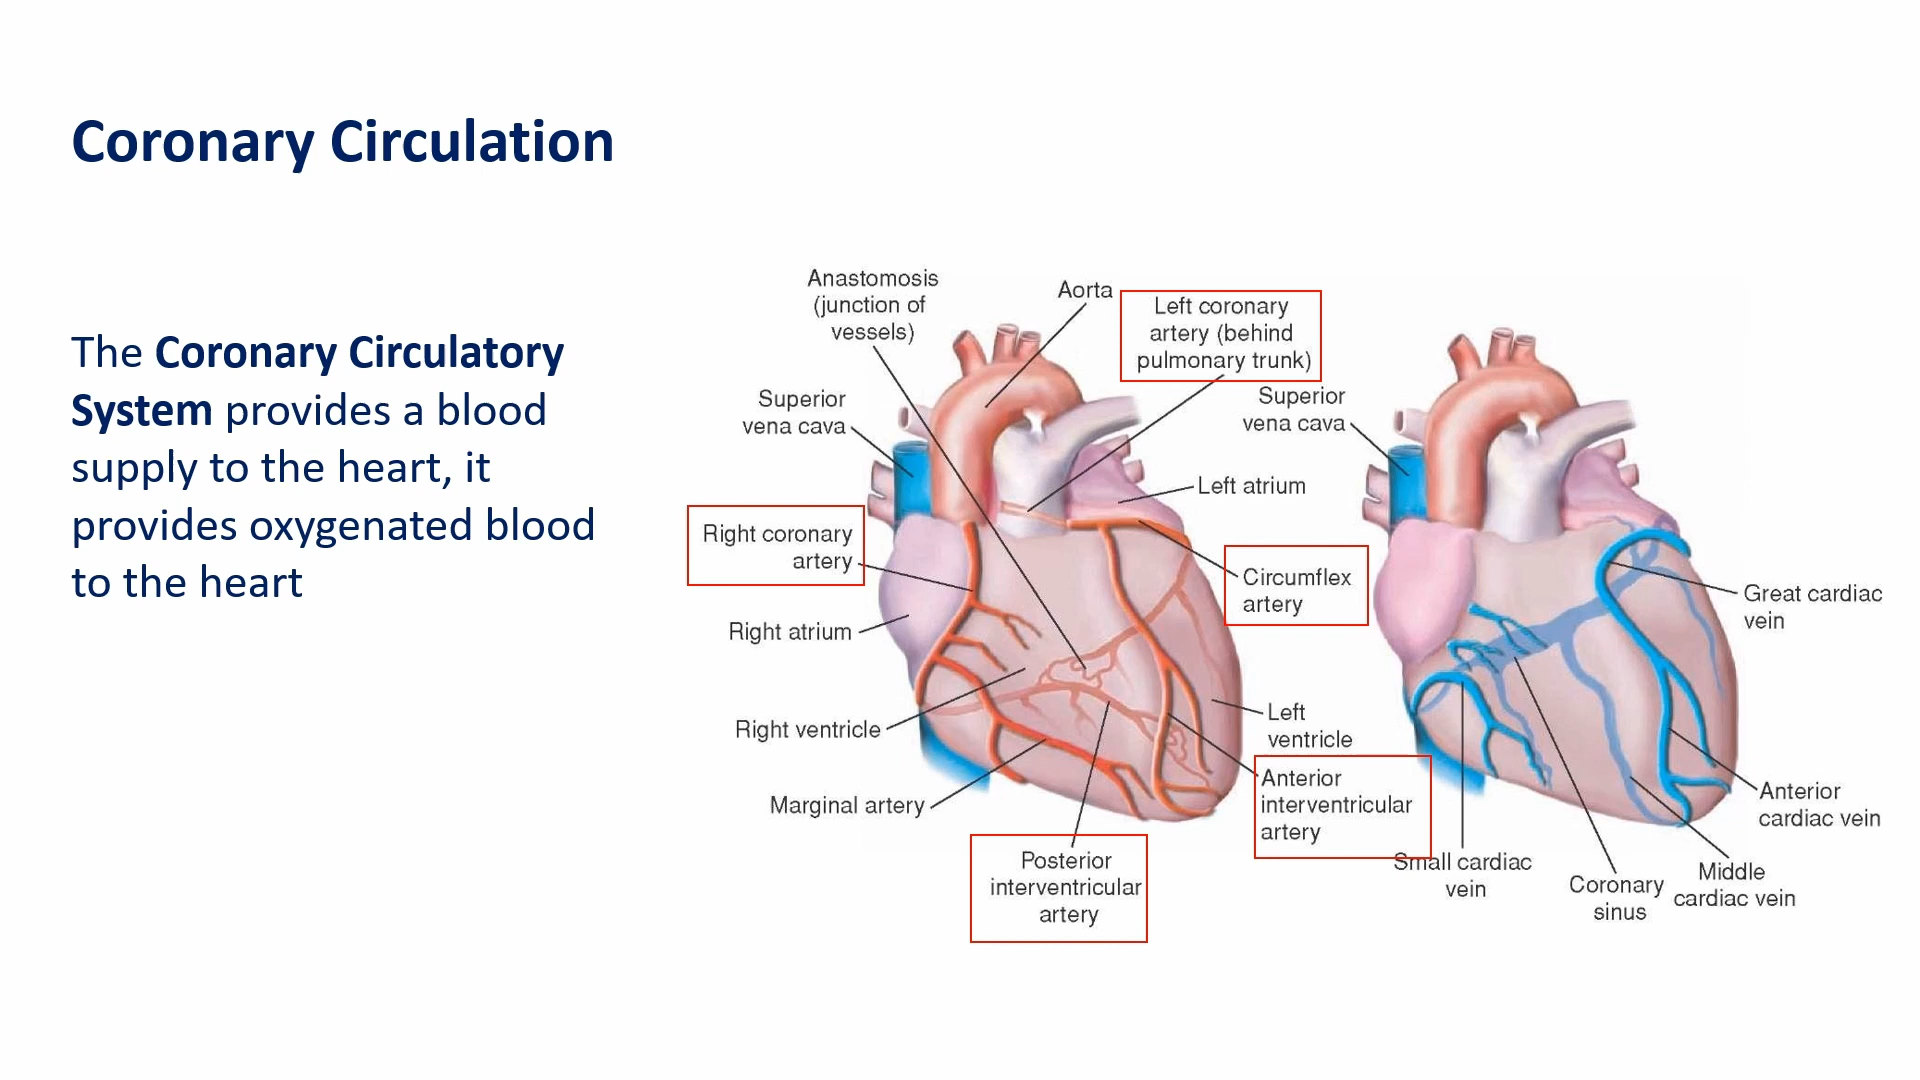 Coronary Circulation
The Coronary Circulatory
System provides a blood
supply to the heart, it
provides oxygenated blood
to the heart
Anastomosis
(junction of
vessels)
Aorta
Left coronary
artery (behind
pulmonary trunk)
Superior
vena cava
Left atrium
Right coronary
artery
Circumflex
artery
Right atrium
Right ventricle
Left
ventricle
Marginal artery
Anterior
interventricular
artery
Posterior
interventricular
artery
Superior
vena cava
Great cardiac
vein
Anterior
cardiac vein
Small cardiac
vein
Coronary
sinus
Middle
cardiac vein